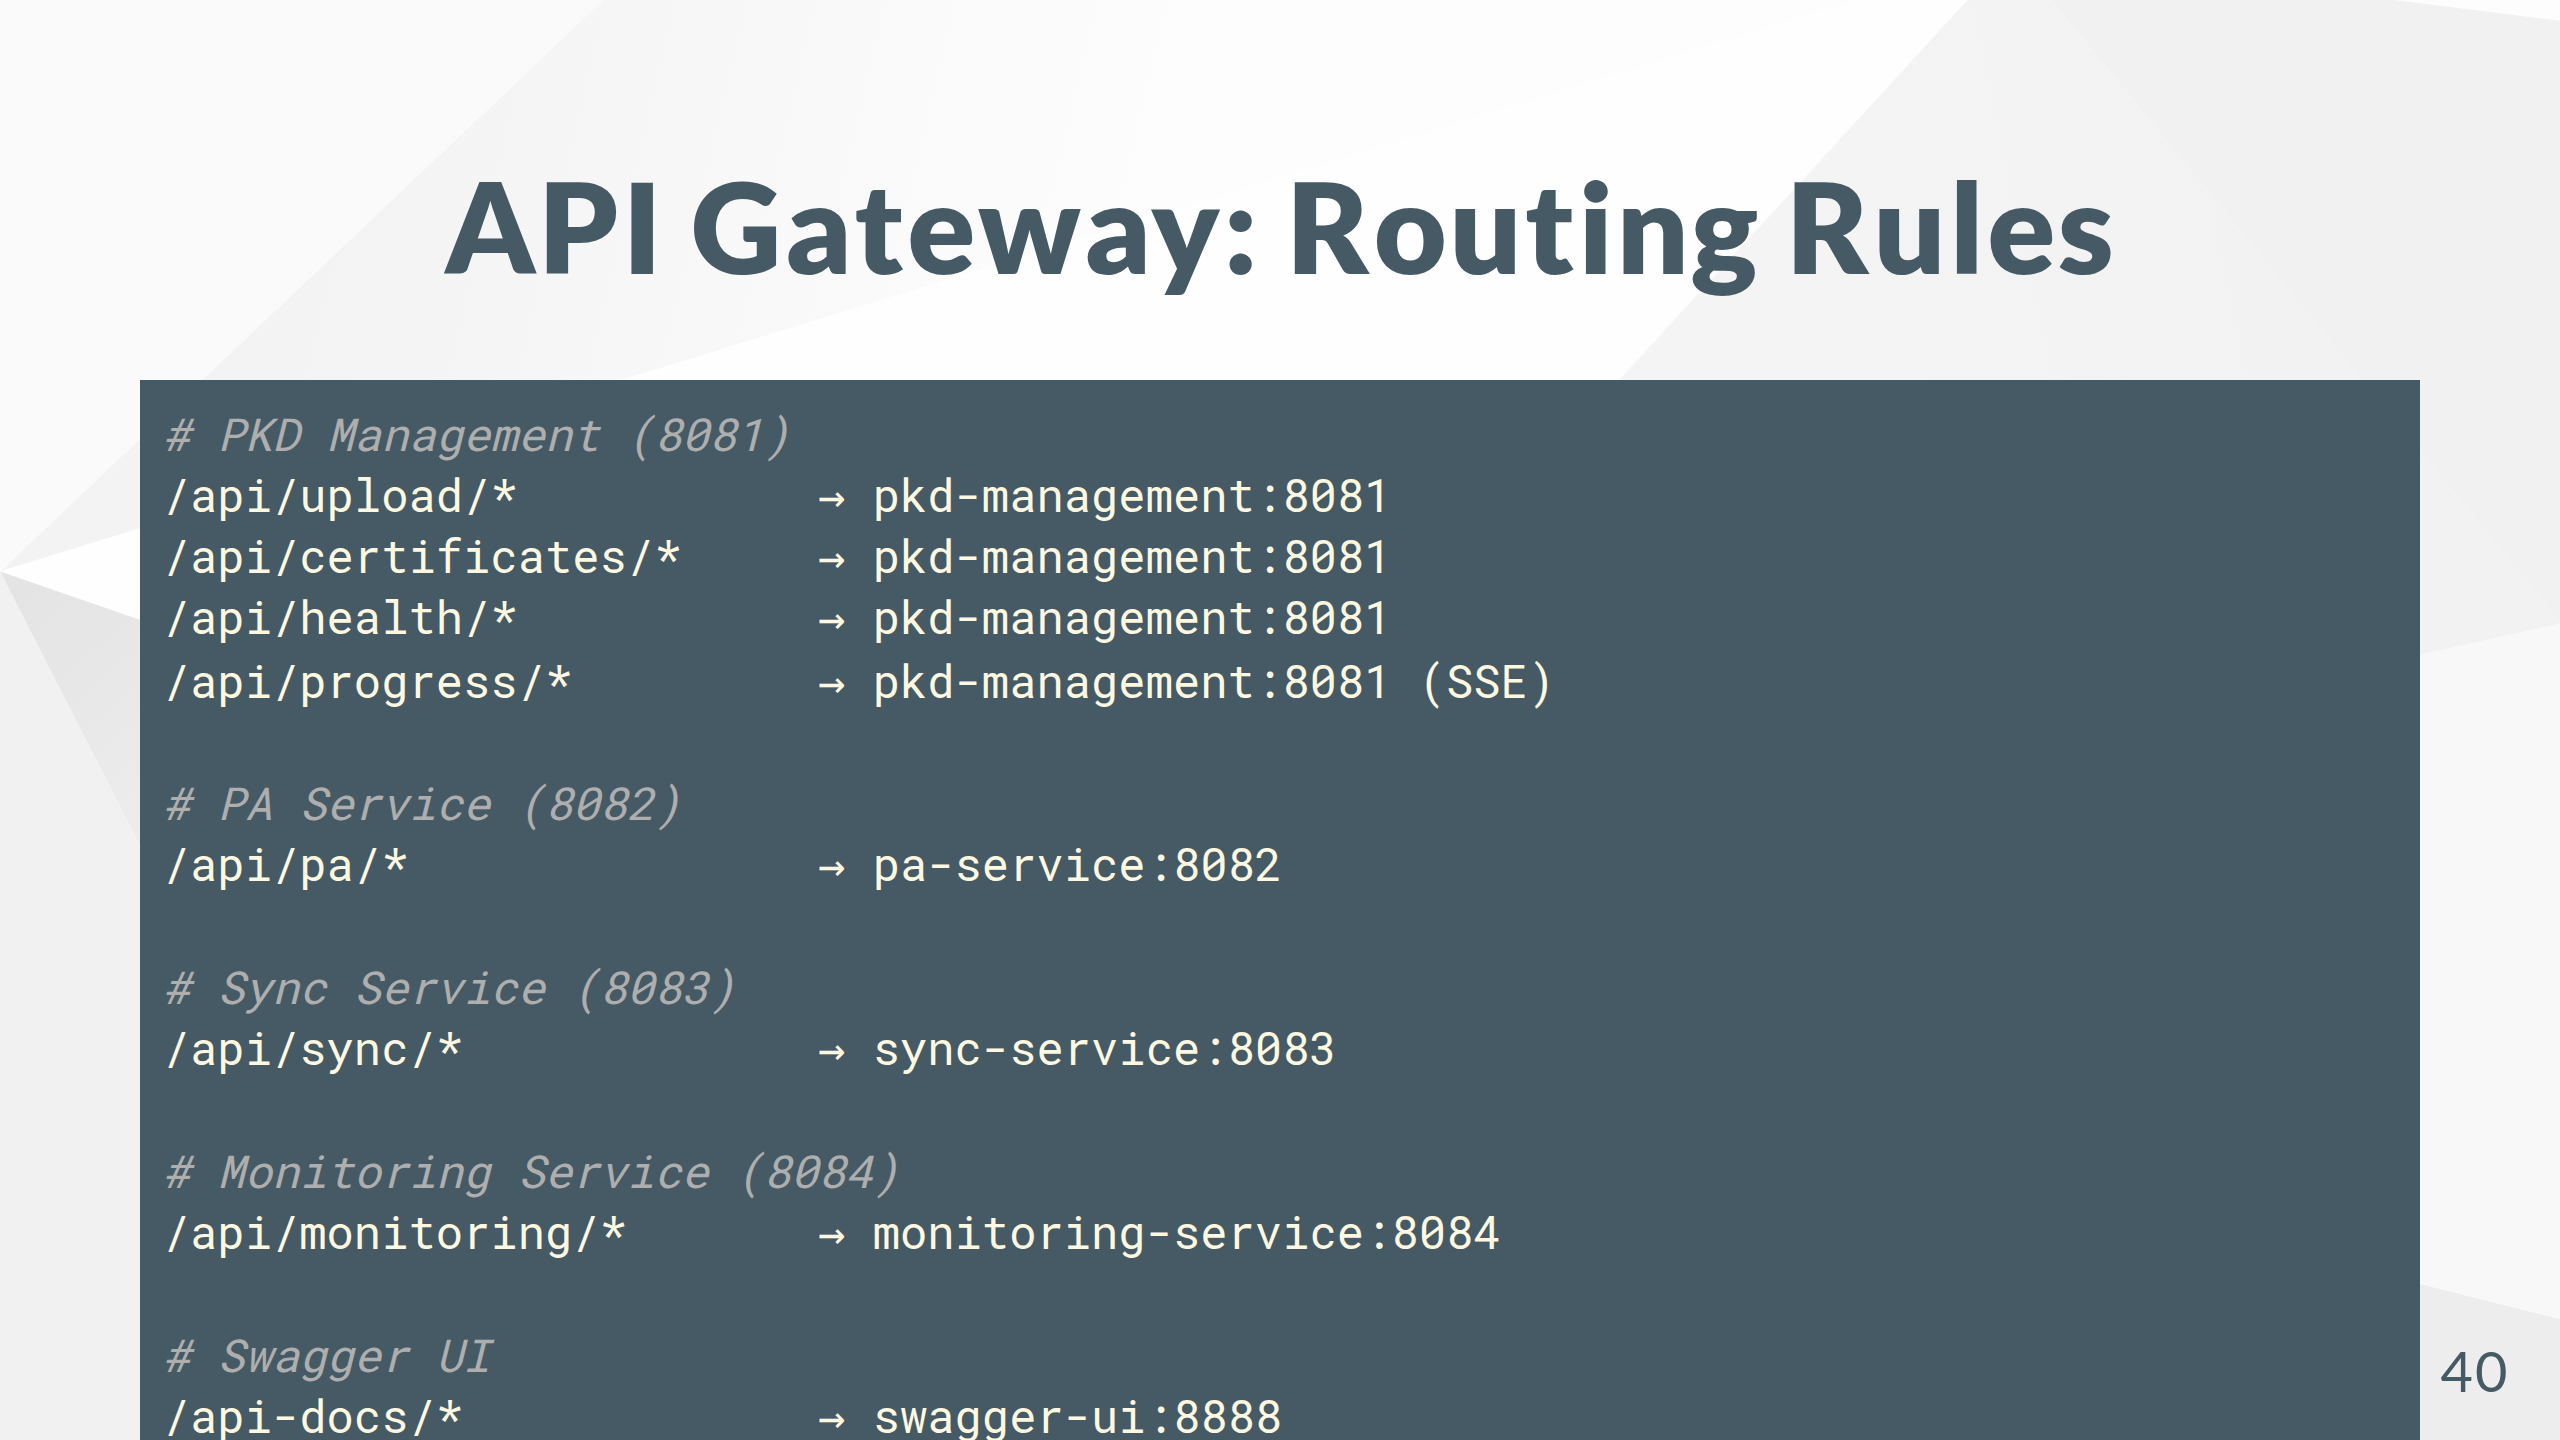 API Gateway: Routing Rules
# PKD Management (8081)
/api/upload/* → pkd-management:8081
/api/certificates/* → pkd-management:8081
/api/health/* → pkd-management:8081
/api/progress/* → pkd-management:8081 (SSE)
# PA Service (8082)
/api/pa/* → pa-service:8082
# Sync Service (8083)
/api/sync/* → sync-service:8083
# Monitoring Service (8084)
/api/monitoring/* → monitoring-service:8084
# Swagger UI
/api-docs/* → swagger-ui:8888
40